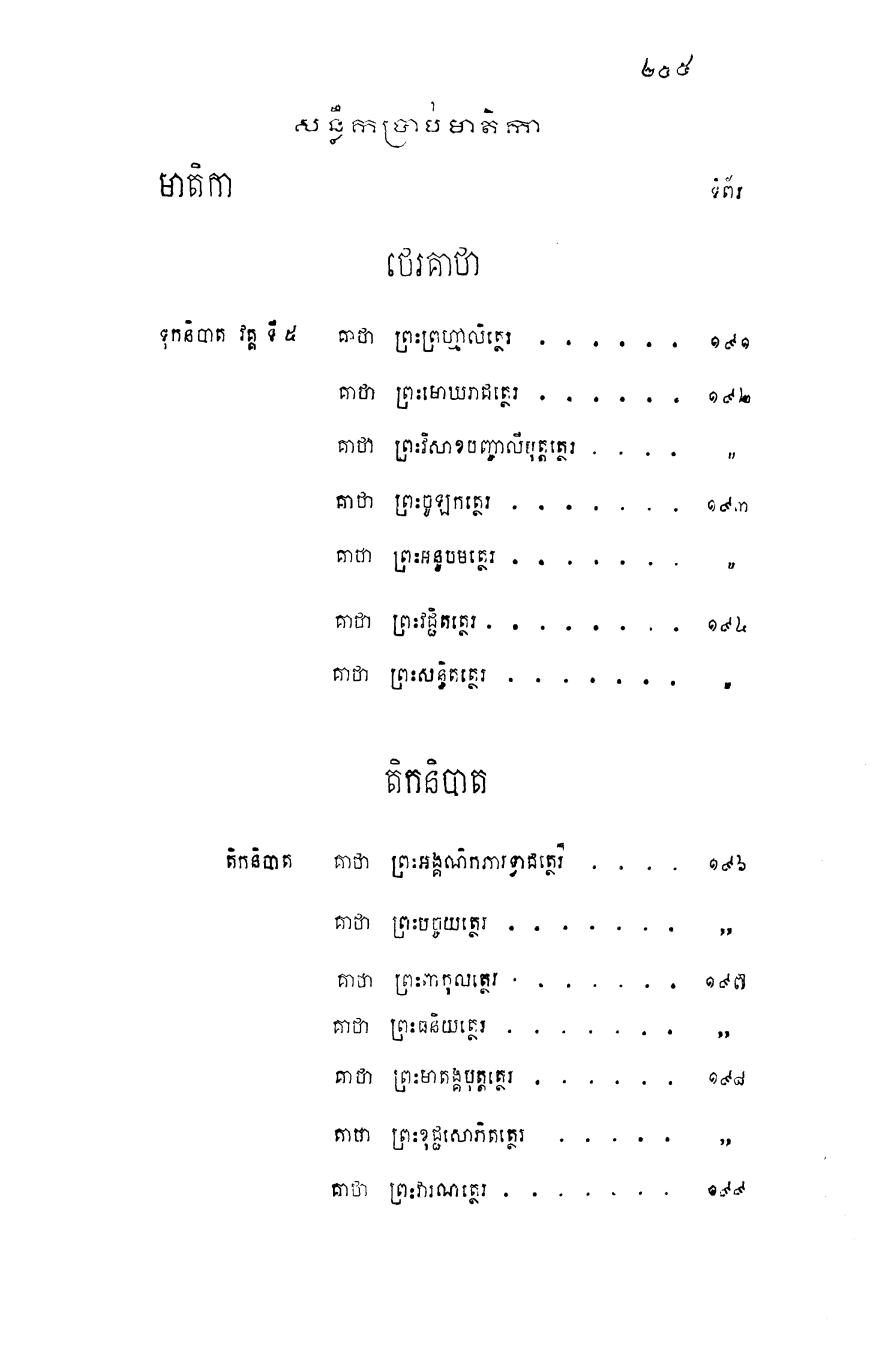 ២០៥
សន្លឹកប្រាប់មាតិកា
មាតិកា ទំព័រ
ថេរគាថា
ទុកនិបាត វគ្គ ទី ៥ គាថា ព្រះព្រហ្មាលិត្ថេរ . . . . . . ១៩១
គាថា ព្រះមោឃរាជត្ថេរ . . . . . . ១៩២
គាថា ព្រះវិសាខបញ្ចាលីបុត្តត្ថេរ . . . . "
គាថា ព្រះចូឡកត្ថេរ . . . . . . . ១៩៣
គាថា ព្រះអនូបមត្ថេរ . . . . . . . "
គាថា ព្រះវជ្ជិតត្ថេរ . . . . . . . . ១៩៤
គាថា ព្រះសន្ធិតត្ថេរ . . . . . . . "
តិកនិបាត
តិកនិបាត គាថា ព្រះអង្គណិកភារទ្វាជត្ថេរ . . . . ១៩៦
គាថា ព្រះបច្ចយត្ថេរ . . . . . . . ,,
គាថា ព្រះពាកុលត្ថេរ . . . . . . . ១៩៧
គាថា ព្រះធនិយត្ថេរ . . . . . . . ,,
គាថា ព្រះមាតង្គបុត្តត្ថេរ . . . . . . ១៩៨
គាថា ព្រះខុជ្ជសោភិតត្ថេរ . . . . . ,,
គាថា ព្រះវារណត្ថេរ . . . . . . . ១៩៩